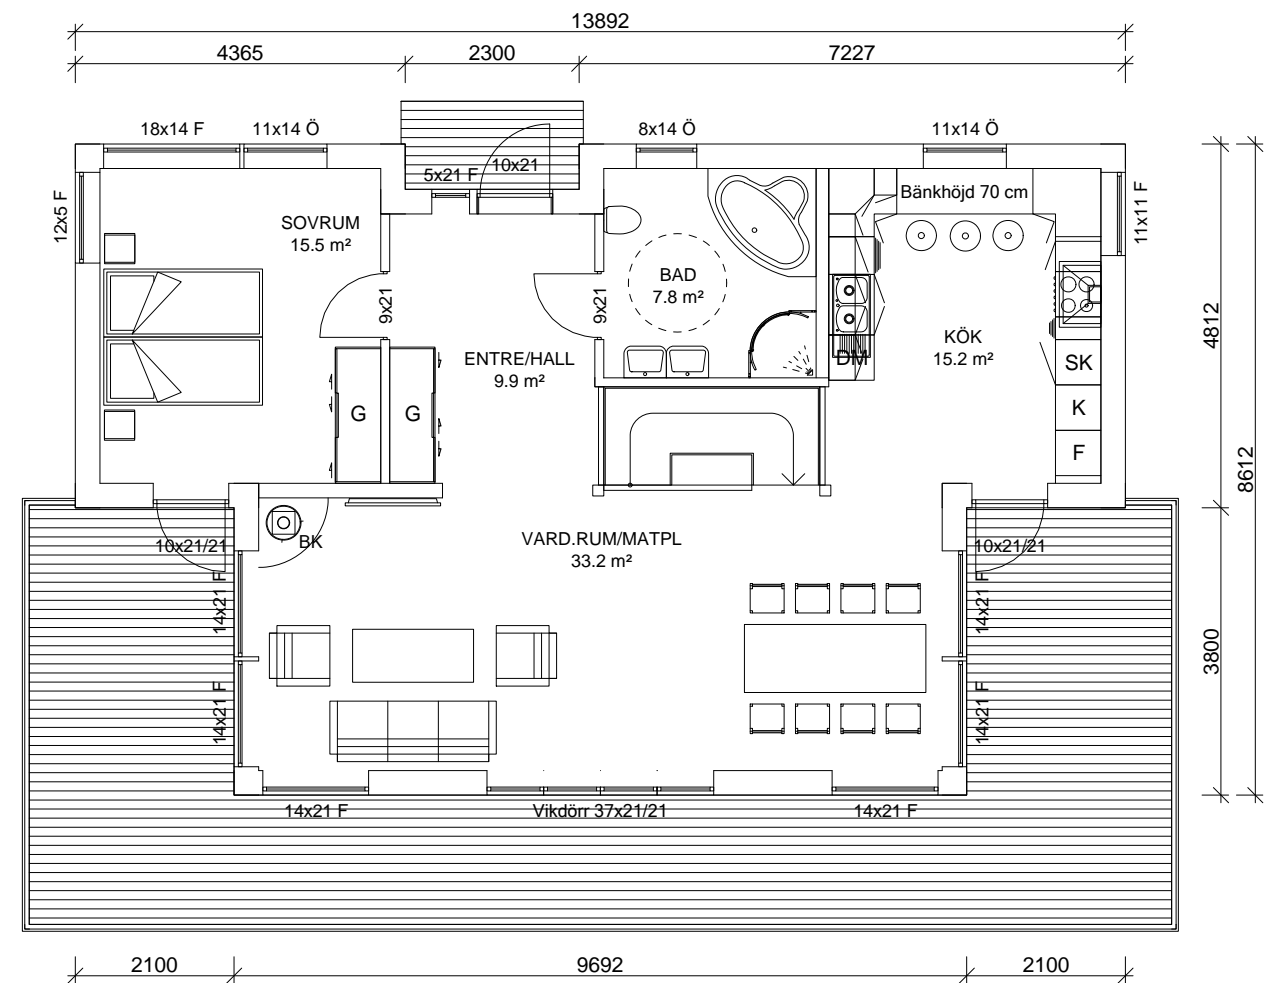 13892
4365
2300
7227
18x14 F
11x14 Ö
8x14 Ö
11x14 Ö
5x21 F
10x21
Bänkhöjd 70 cm
12x5 F
11x11 F
SOVRUM
15.5 m²
BAD
7.8 m²
9x21
9x21
ENTRE/HALL
9.9 m²
KÖK
15.2 m²
DM
SK
K
F
G
G
4812
8612
3800
BK
VARD.RUM/MATPL
33.2 m²
10x21/21
10x21/21
14x21 F
14x21 F
14x21 F
14x21 F
14x21 F
Vikdörr 37x21/21
14x21 F
2100
9692
2100